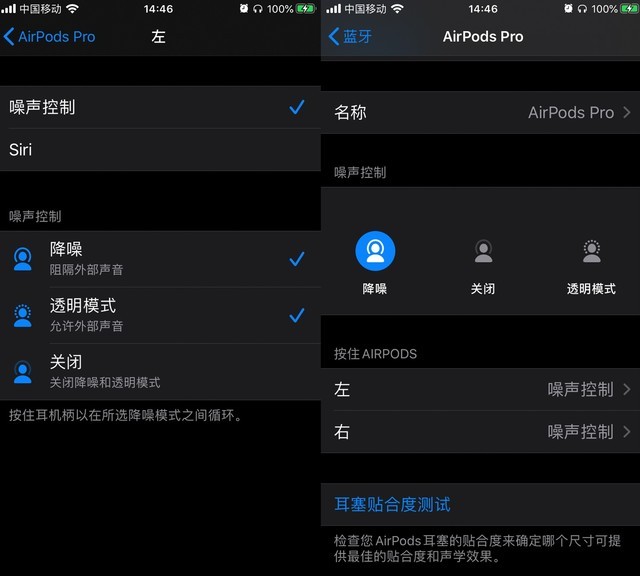 中国移动 14:46 100%
AirPods Pro 左
噪声控制
Siri
噪声控制
降噪
阻隔外部声音
透明模式
允许外部声音
关闭
关闭降噪和透明模式
按住耳机柄以在所选降噪模式之间循环。
中国移动 14:46 100%
蓝牙 AirPods Pro
名称 AirPods Pro
噪声控制
降噪 关闭 透明模式
按住 AIRPODS
左 噪声控制
右 噪声控制
耳塞贴合度测试
检查您 AirPods 耳塞的贴合度来确定哪个尺寸可提
供最佳的贴合度和声学效果。